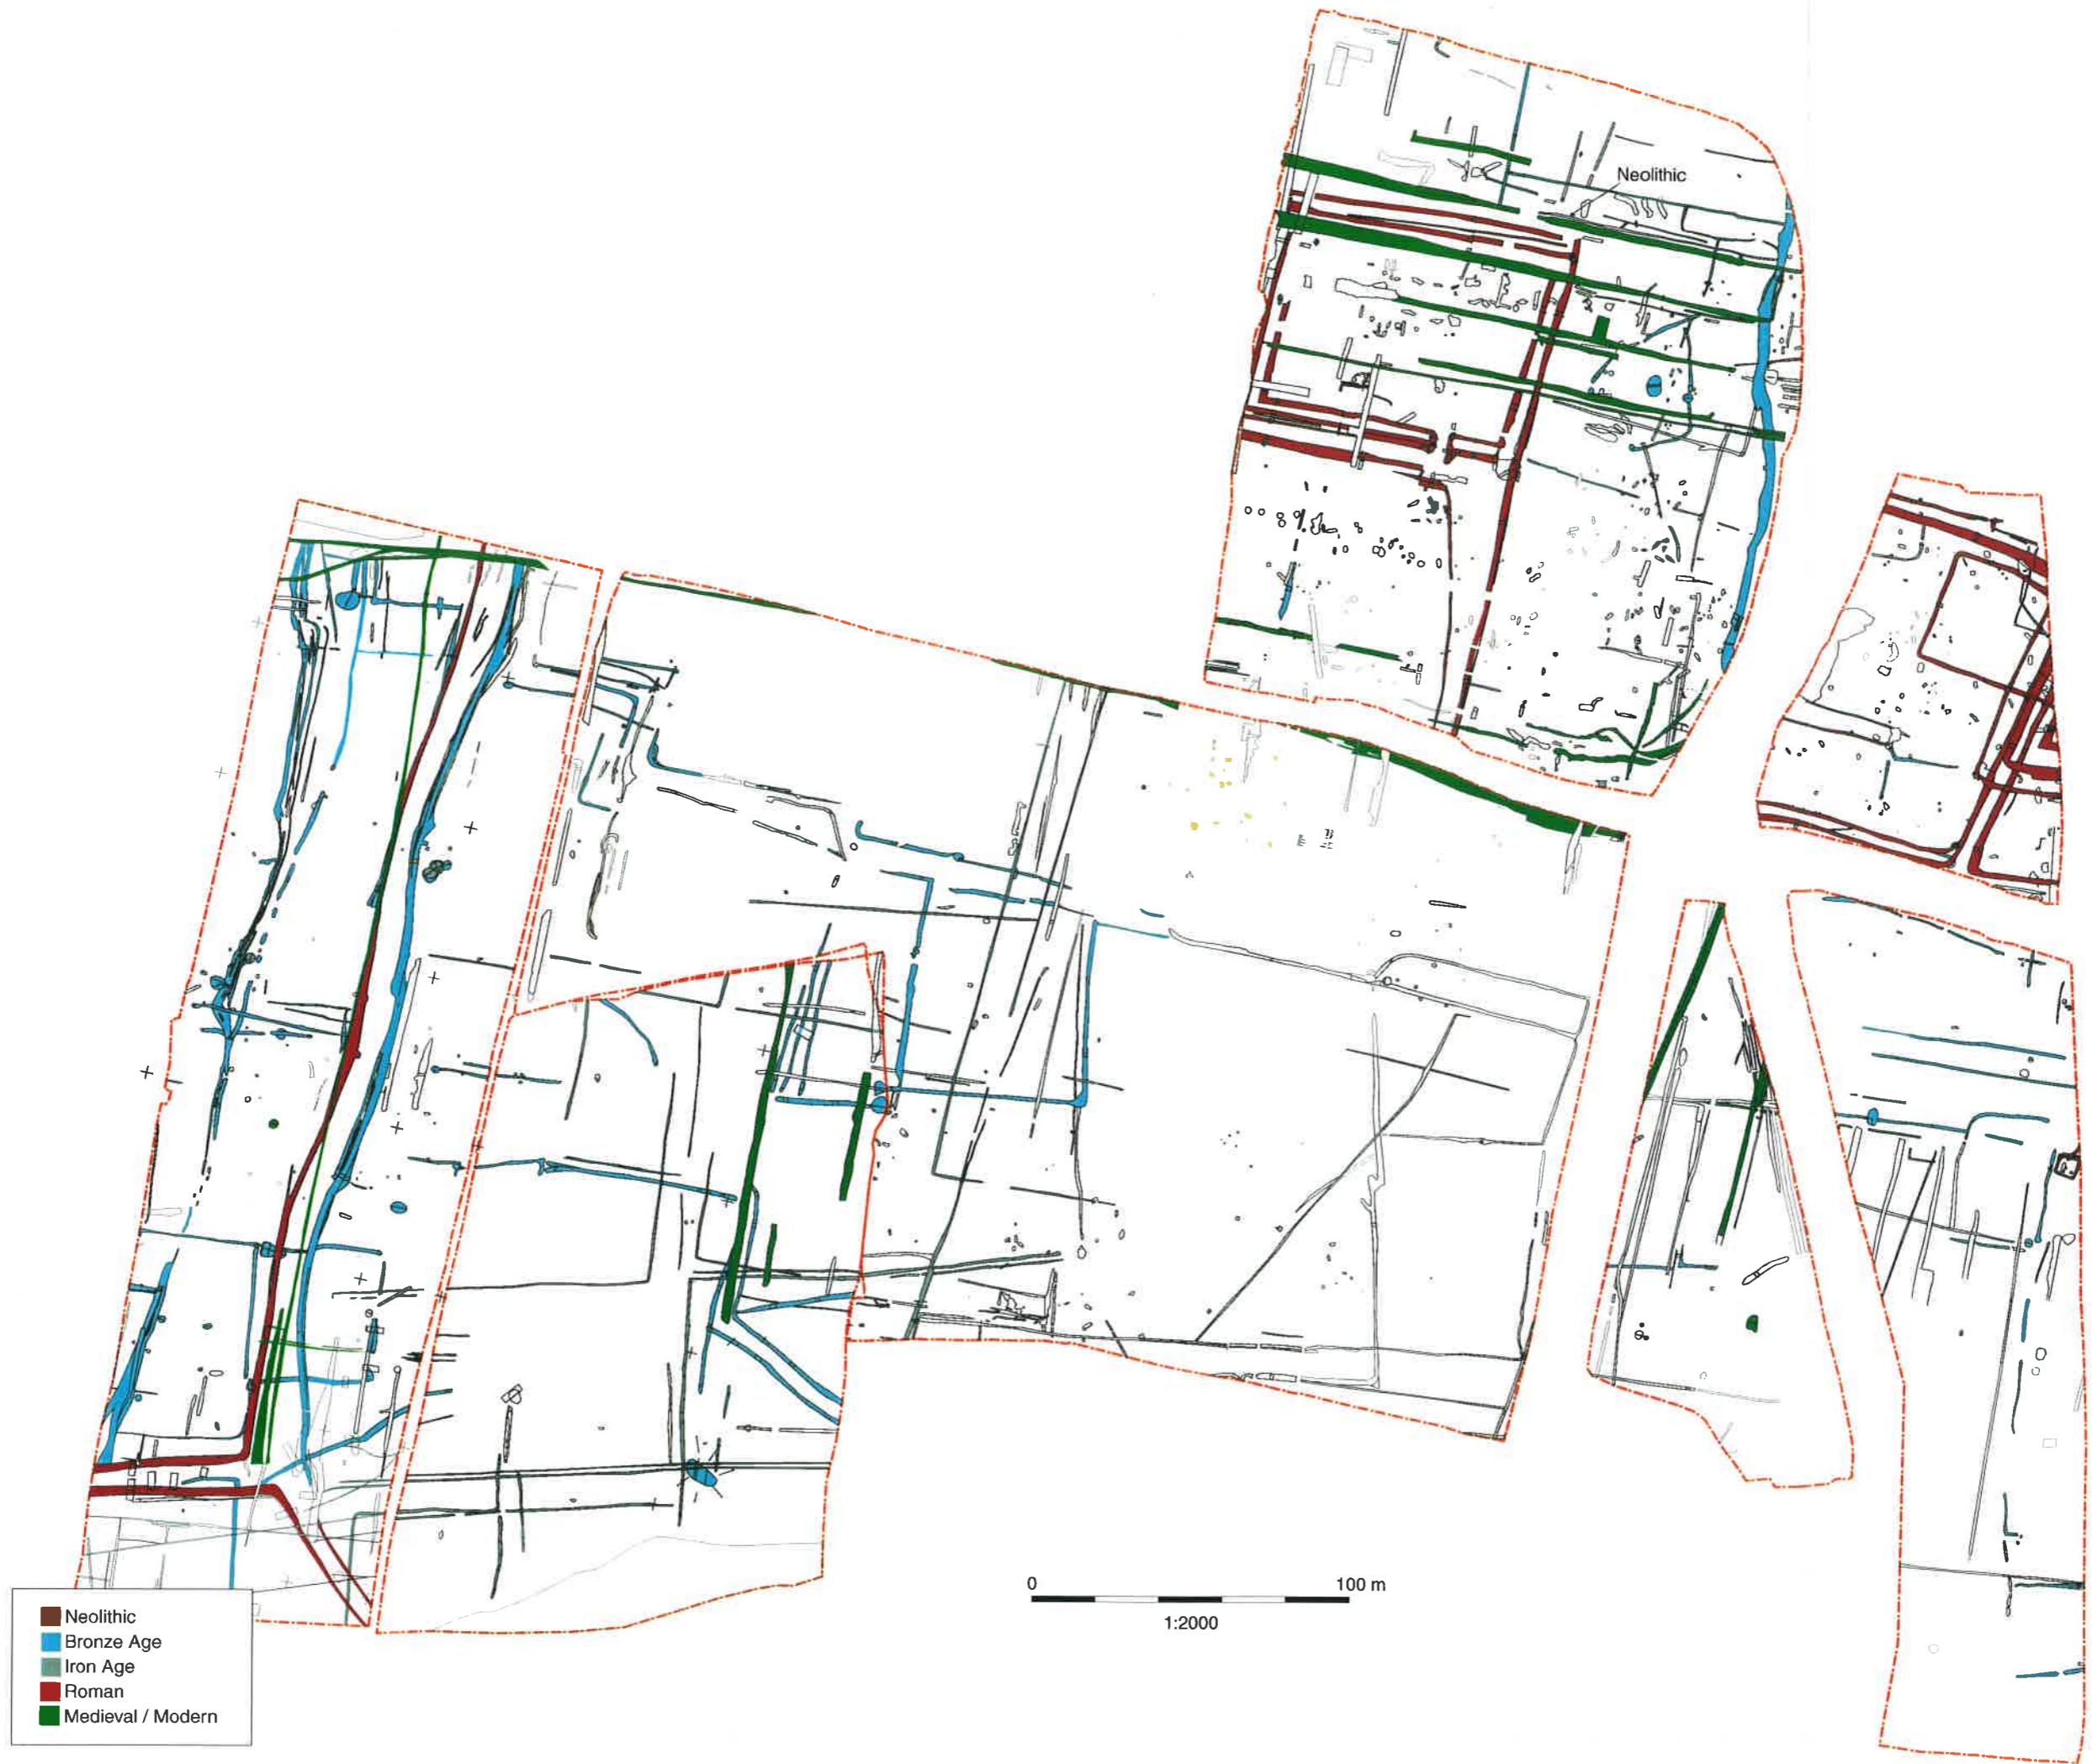 Neolithic
0 100 m
1:2000
Neolithic
Bronze Age
Iron Age
Roman
Medieval / Modern